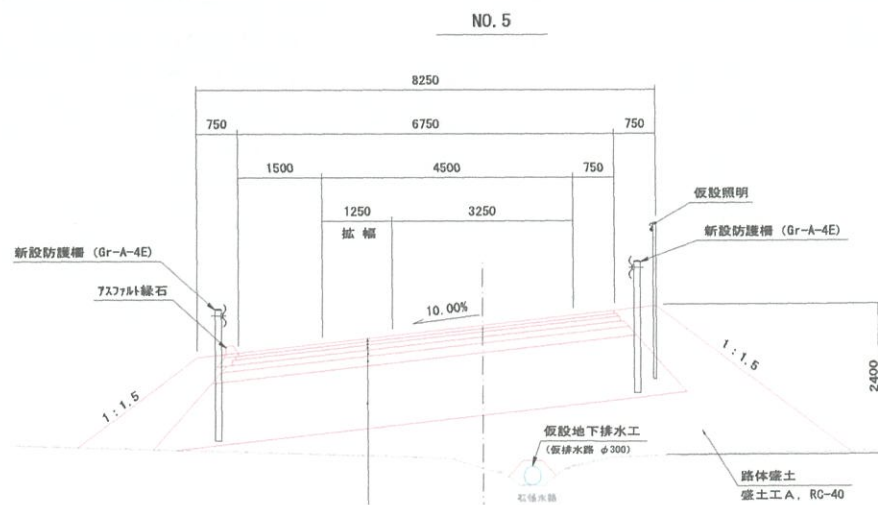 NO. 5
8250
750 6750 750
1500 4500 750
1250 3250
拡 幅
仮設照明
新設防護柵 (Gr-A-4E)
新設防護柵 (Gr-A-4E)
アスファルト縁石
10.00%
1:1.5
1:1.5
2400
仮設地下排水工
(仮排水路 φ300)
路体盛土
盛土工A, RC-40